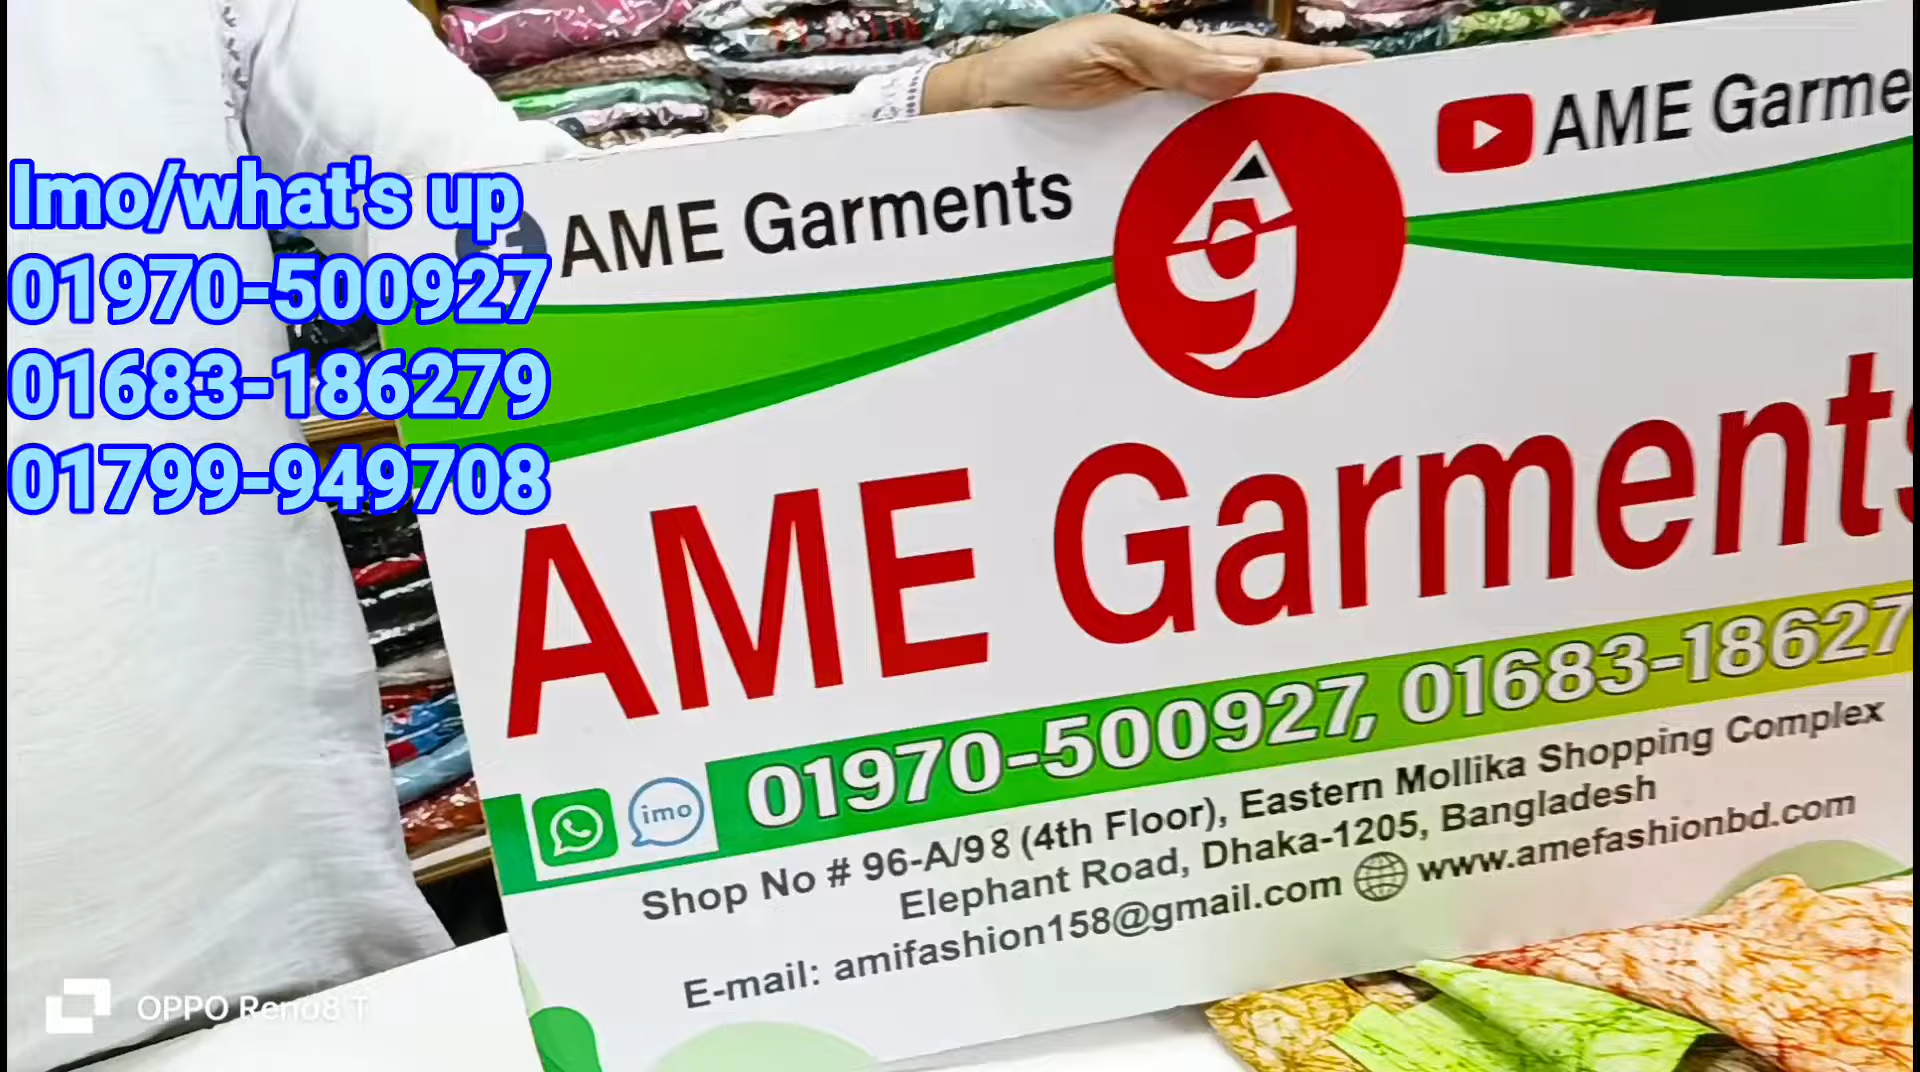 Imo/what's up
01970-500927
01683-186279
01799-949708
AME Garments
AME Garme
AME Garments
01970-500927, 01683-18627
imo
Shop No # 96-A/98 (4th Floor), Eastern Mollika Shopping Complex
Elephant Road, Dhaka-1205, Bangladesh
E-mail: amifashion158@gmail.com www.amefashionbd.com
OPPO Reno8 T